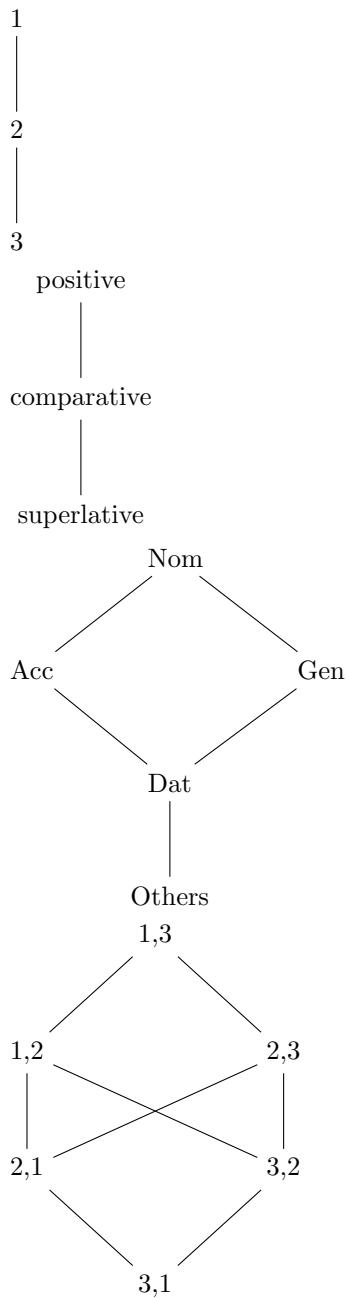 1
2
3
positive
comparative
superlative
Nom
Acc Gen
Dat
Others
1,3
1,2 2,3
2,1 3,2
3,1